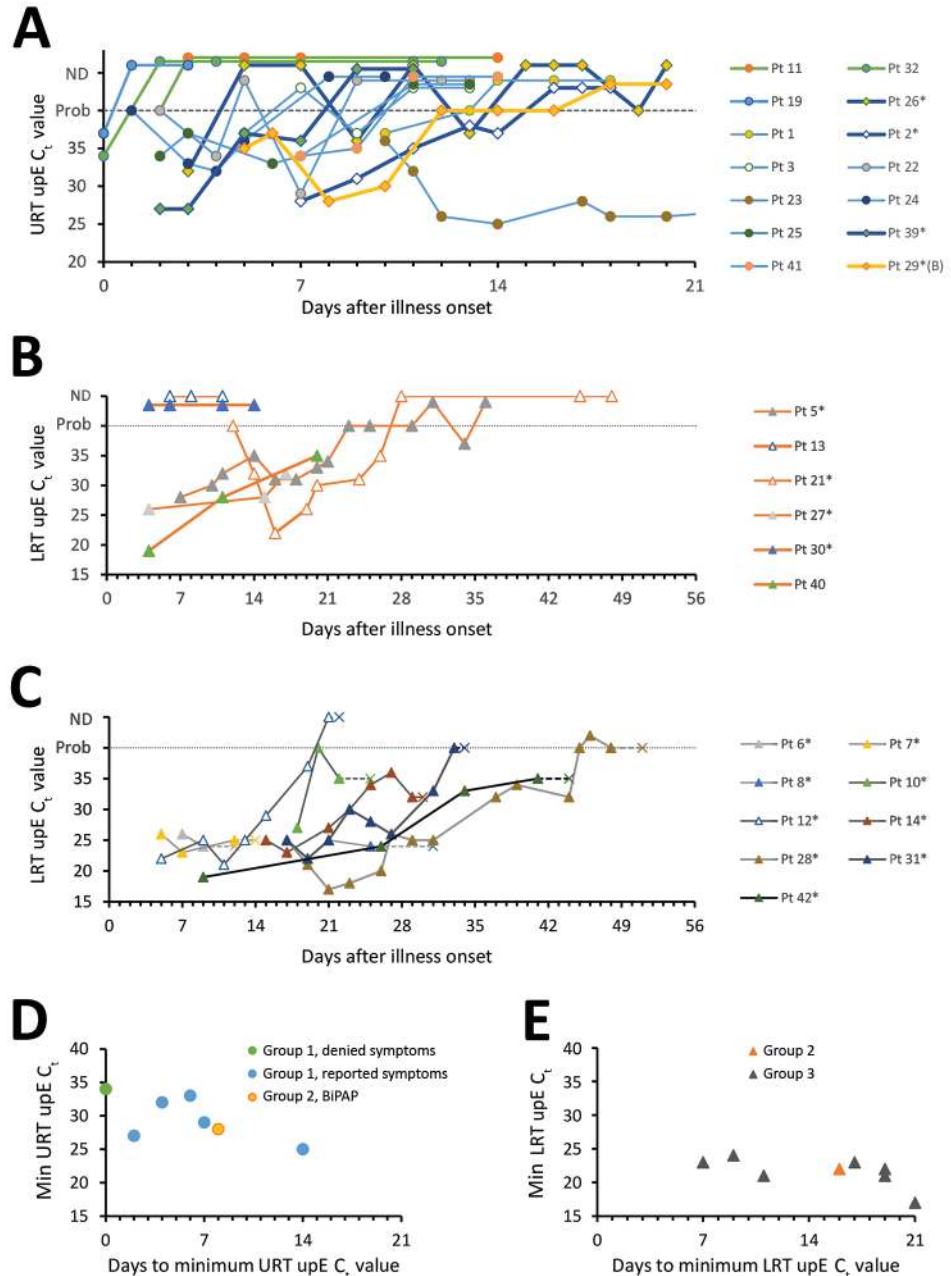 A
ND
Prob
35
30
25
20
URT upE Ct value
0 7 14 21
Days after illness onset
Pt 11 Pt 32
Pt 19 Pt 26*
Pt 1 Pt 2*
Pt 3 Pt 22
Pt 23 Pt 24
Pt 25 Pt 39*
Pt 41 Pt 29*(B)
B
ND
Prob
35
30
25
20
15
LRT upE Ct value
0 7 14 21 28 35 42 49 56
Days after illness onset
Pt 5*
Pt 13
Pt 21*
Pt 27*
Pt 30*
Pt 40
C
ND
Prob
35
30
25
20
15
LRT upE Ct value
0 7 14 21 28 35 42 49 56
Days after illness onset
Pt 6* Pt 7*
Pt 8* Pt 10*
Pt 12* Pt 14*
Pt 28* Pt 31*
Pt 42*
D
40
35
30
25
20
15
Min URT upE Ct
0 7 14 21
Days to minimum URT upE Ct value
Group 1, denied symptoms
Group 1, reported symptoms
Group 2, BiPAP
E
40
35
30
25
20
15
Min LRT upE Ct
0 7 14 21
Days to minimum LRT upE Ct value
Group 2
Group 3